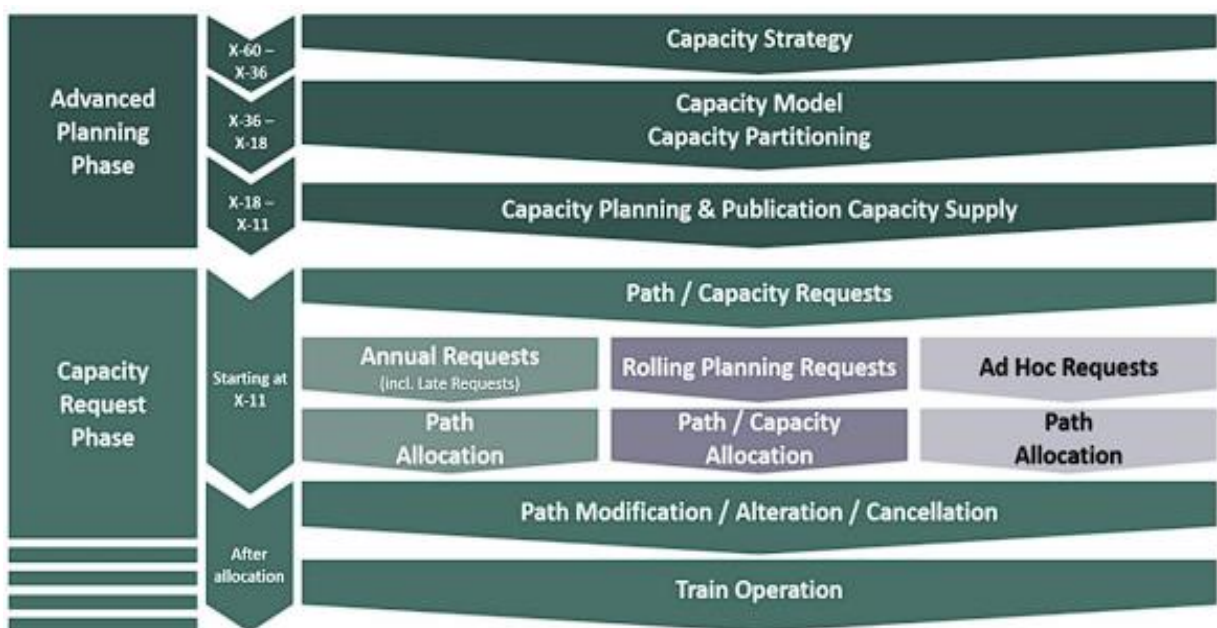 Advanced
Planning
Phase
X-60 –
X-36
Capacity Strategy
X-36 –
X-18
Capacity Model
Capacity Partitioning
X-18 –
X-11
Capacity Planning & Publication Capacity Supply
Capacity
Request
Phase
Starting at
X-11
Path / Capacity Requests
Annual Requests
(incl. Late Requests)
Rolling Planning Requests
Ad Hoc Requests
Path
Allocation
Path / Capacity
Allocation
Path
Allocation
After
allocation
Path Modification / Alteration / Cancellation
Train Operation